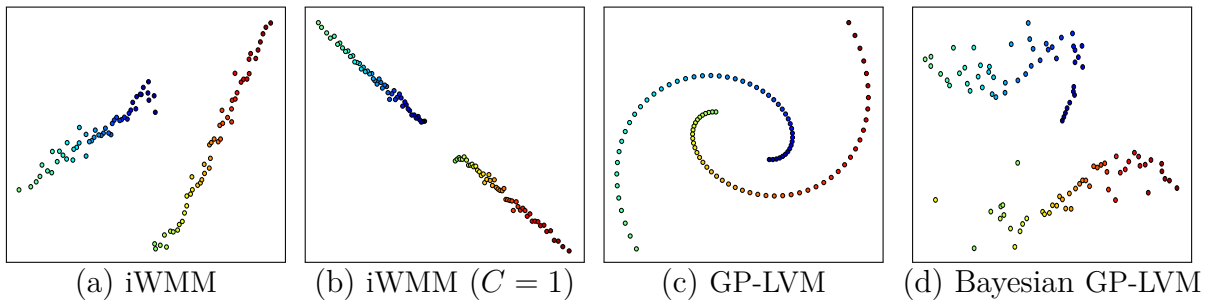 (a) iWMM
(b) iWMM (C = 1)
(c) GP-LVM
(d) Bayesian GP-LVM